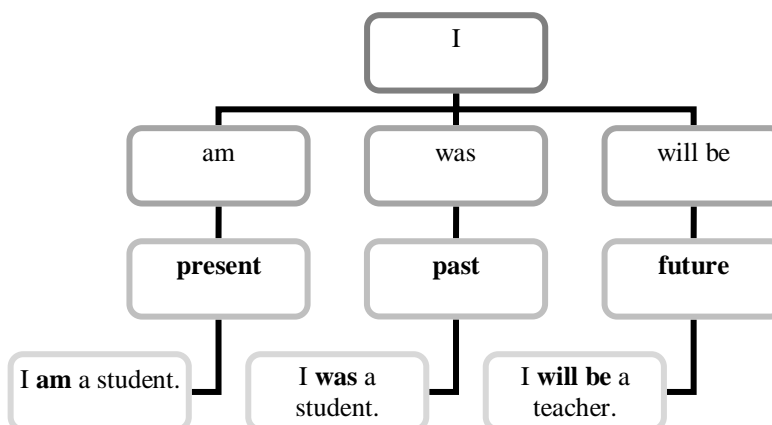 I
am
was
will be
present
past
future
I am a student.
I was a
student.
I will be a
teacher.